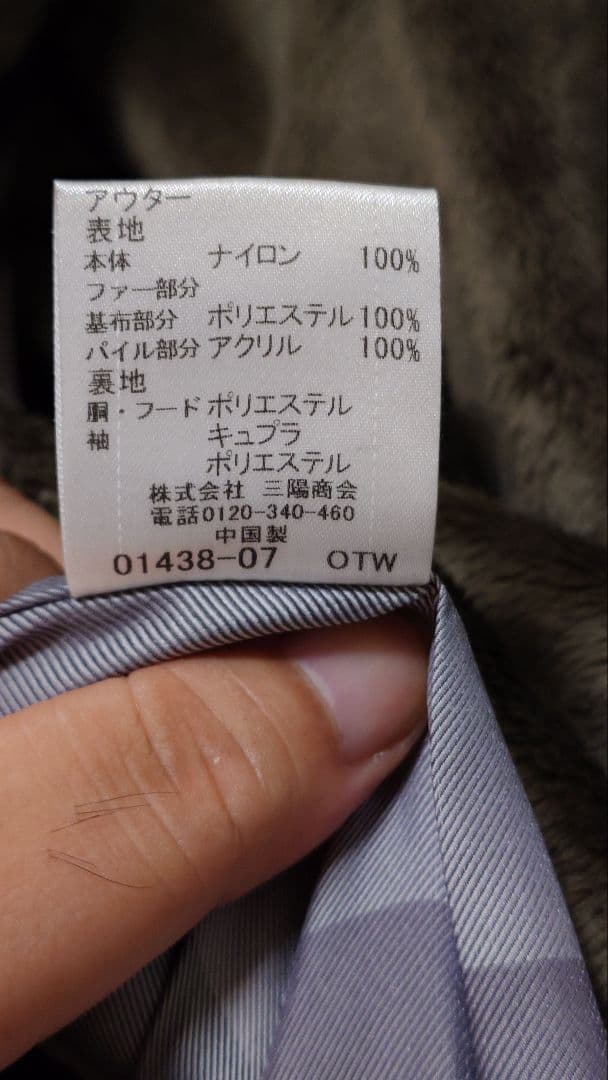 アウター
表地
本体 ナイロン 100%
ファー部分
基布部分 ポリエステル 100%
パイル部分 アクリル 100%
裏地
胴・フード ポリエステル
袖 キュプラ
ポリエステル
株式会社 三陽商会
電話0120-340-460
中国製
01438-07 OTW